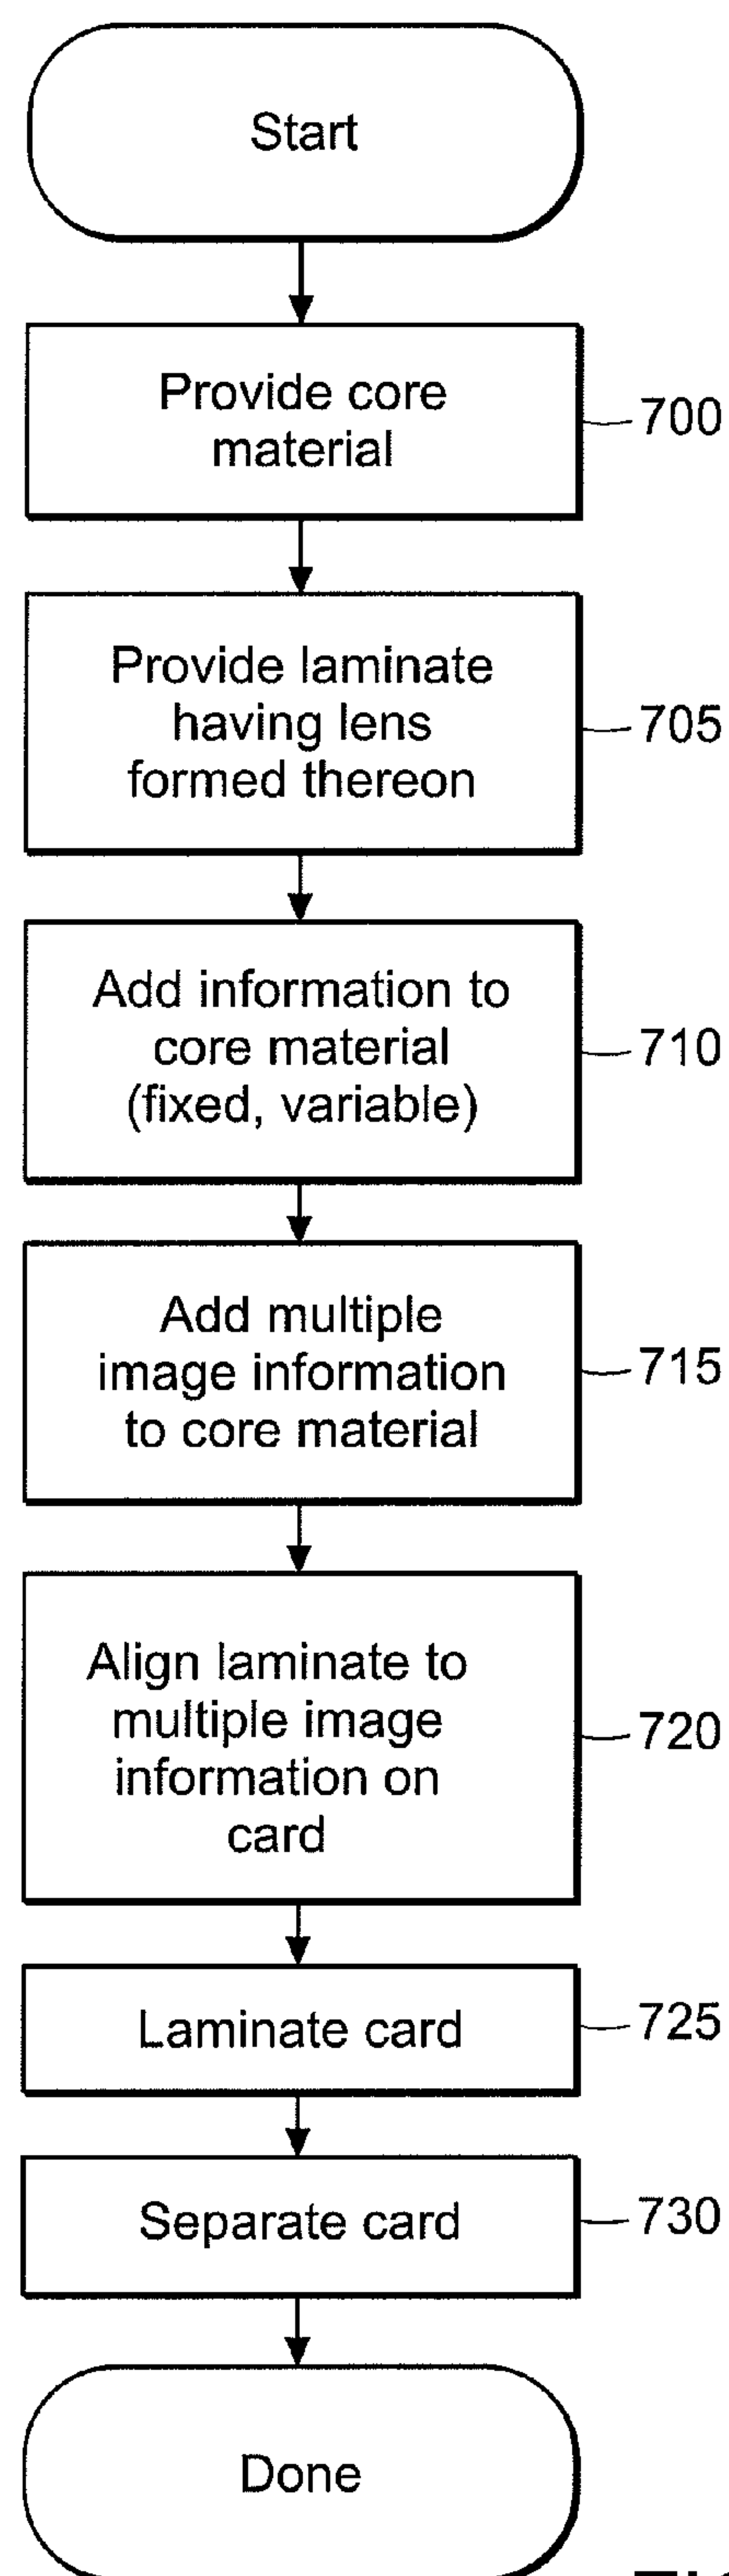 Start
Provide core
material
700
Provide laminate
having lens
formed thereon
705
Add information to
core material
(fixed, variable)
710
Add multiple
image information
to core material
715
Align laminate to
multiple image
information on
card
720
Laminate card
725
Separate card
730
Done